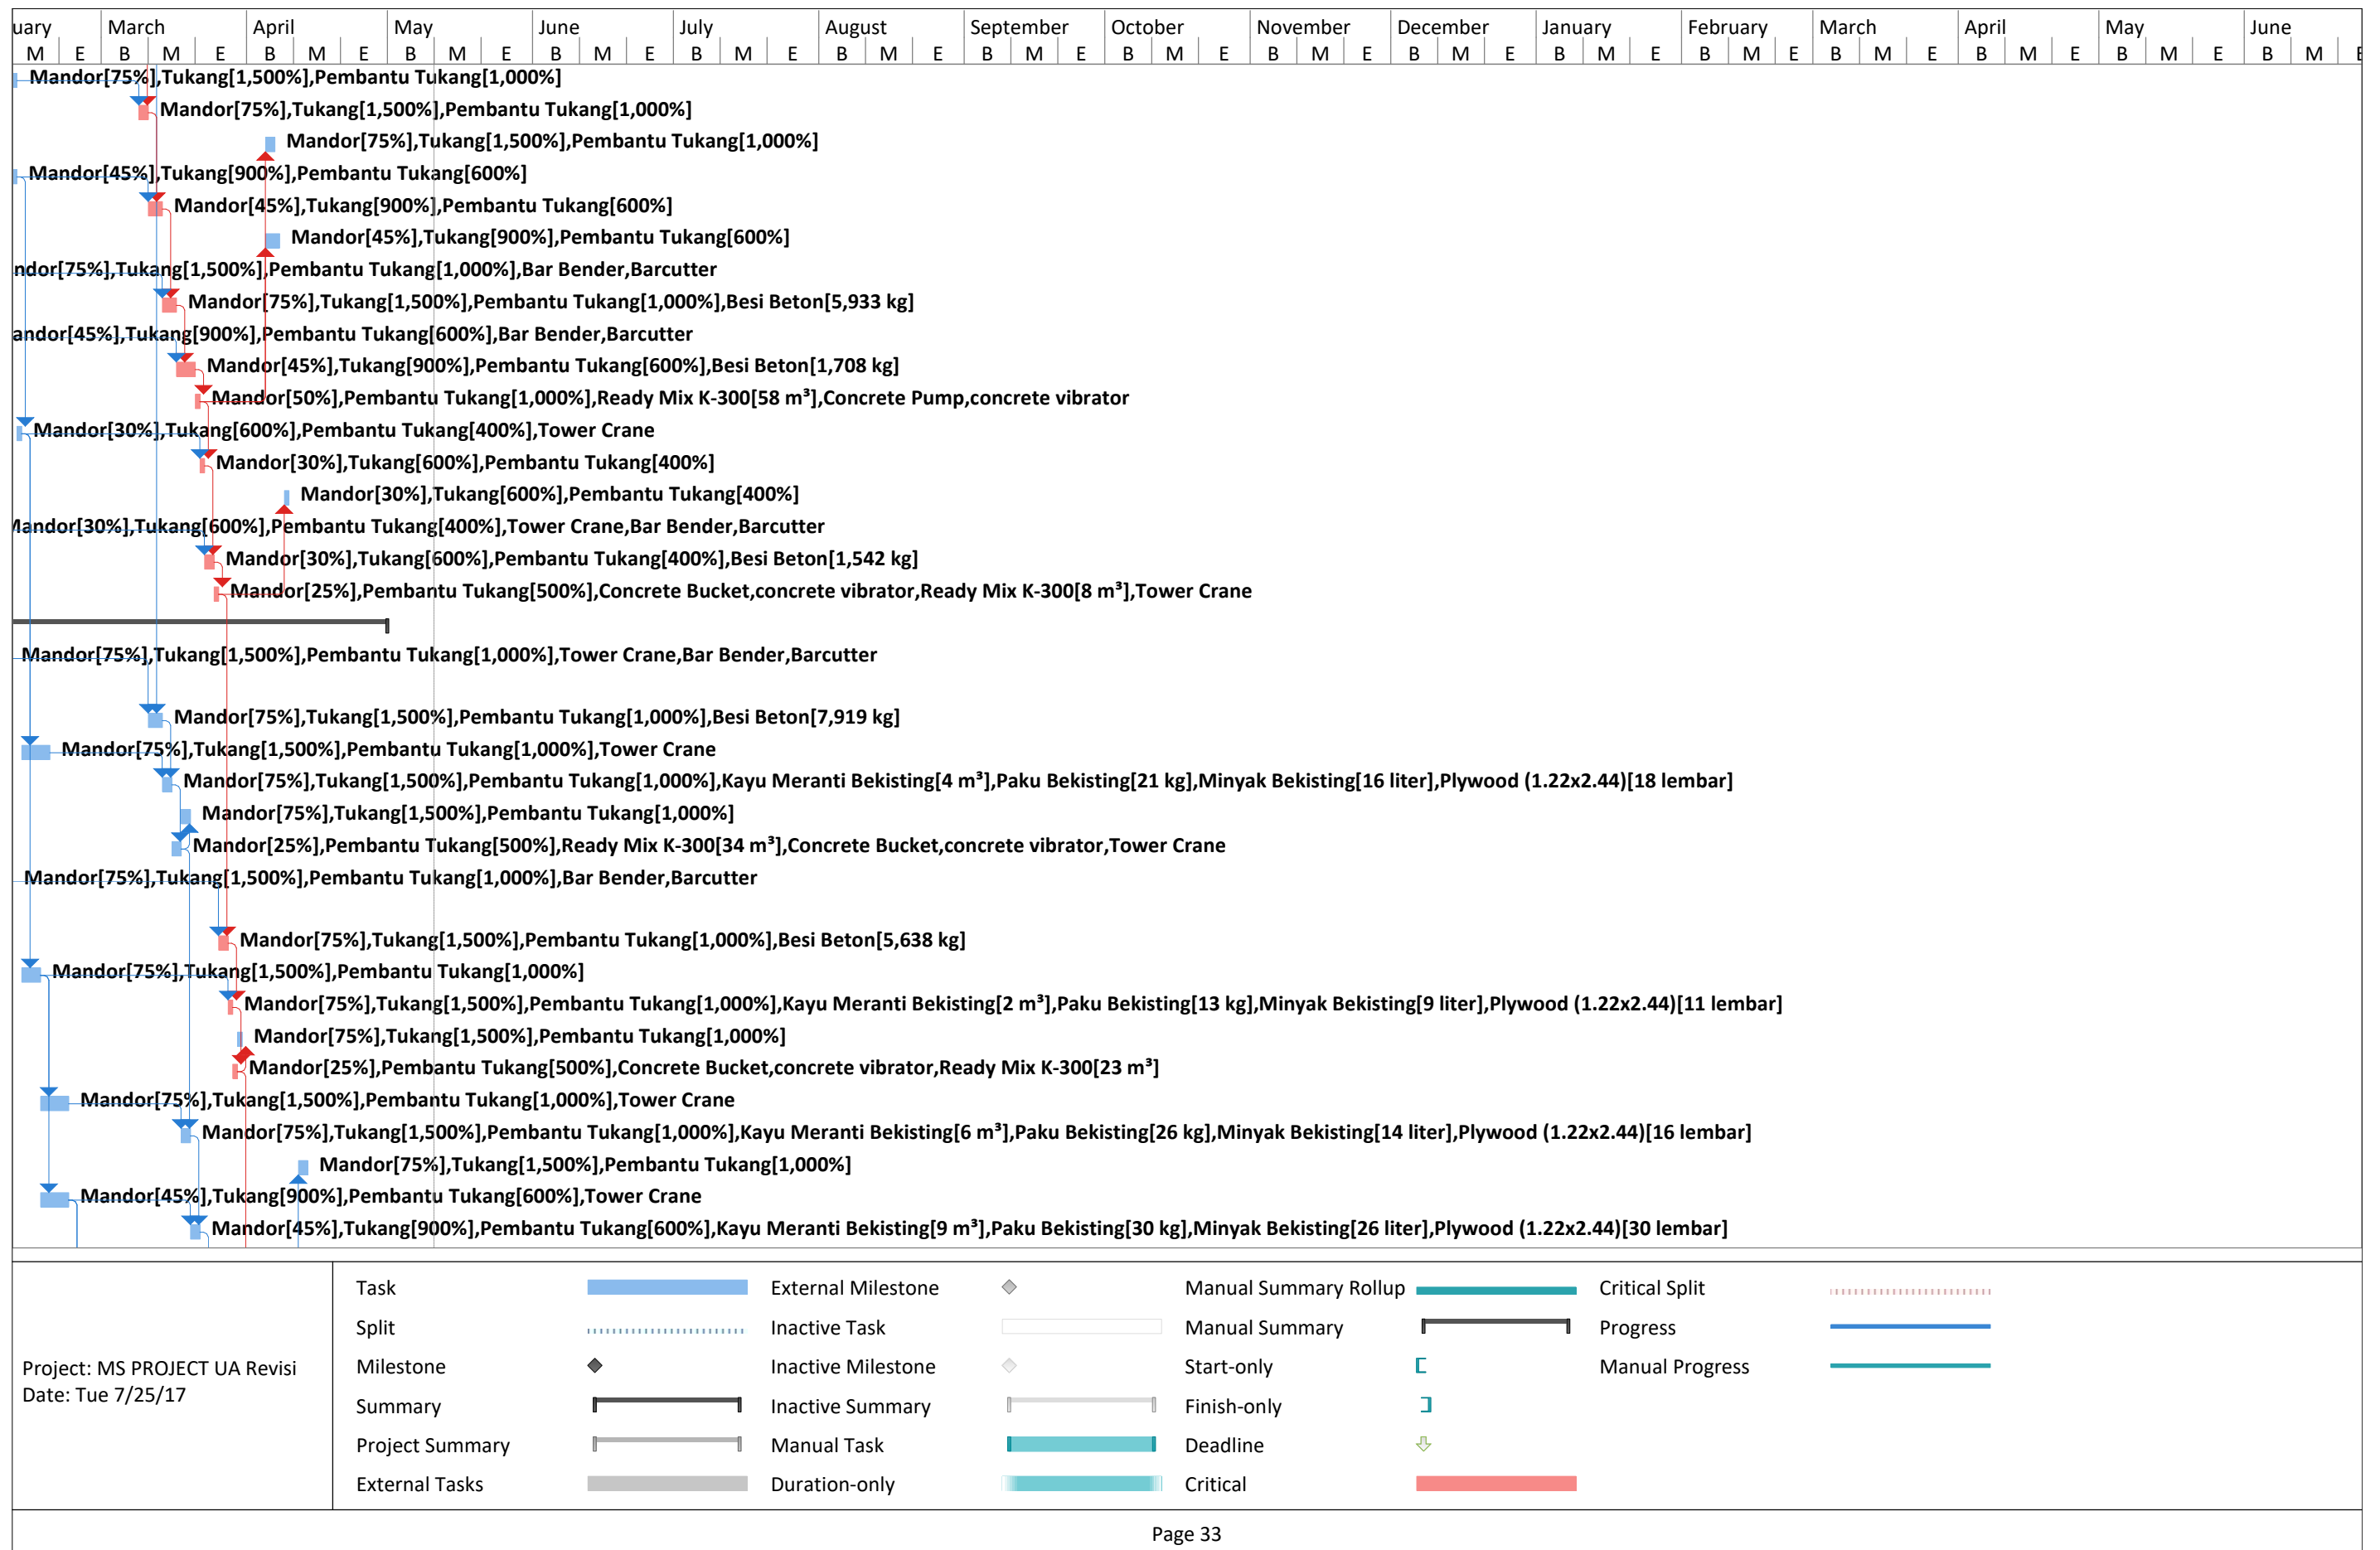 uary March April May June July August September October November December January February March April May June
M E B M E B M E B M E B M E B M E B M E B M E B M E B M E B M E B M E B M E B M E B M E B M E B M
Mandor[75%],Tukang[1,500%],Pembantu Tukang[1,000%]
Mandor[75%],Tukang[1,500%],Pembantu Tukang[1,000%]
Mandor[75%],Tukang[1,500%],Pembantu Tukang[1,000%]
Mandor[45%],Tukang[900%],Pembantu Tukang[600%]
Mandor[45%],Tukang[900%],Pembantu Tukang[600%]
Mandor[45%],Tukang[900%],Pembantu Tukang[600%]
ndor[75%],Tukang[1,500%],Pembantu Tukang[1,000%],Bar Bender,Barcutter
Mandor[75%],Tukang[1,500%],Pembantu Tukang[1,000%],Besi Beton[5,933 kg]
andor[45%],Tukang[900%],Pembantu Tukang[600%],Bar Bender,Barcutter
Mandor[45%],Tukang[900%],Pembantu Tukang[600%],Besi Beton[1,708 kg]
Mandor[50%],Pembantu Tukang[1,000%],Ready Mix K-300[58 m³],Concrete Pump,concrete vibrator
Mandor[30%],Tukang[600%],Pembantu Tukang[400%],Tower Crane
Mandor[30%],Tukang[600%],Pembantu Tukang[400%]
Mandor[30%],Tukang[600%],Pembantu Tukang[400%]
Mandor[30%],Tukang[600%],Pembantu Tukang[400%],Tower Crane,Bar Bender,Barcutter
Mandor[30%],Tukang[600%],Pembantu Tukang[400%],Besi Beton[1,542 kg]
Mandor[25%],Pembantu Tukang[500%],Concrete Bucket,concrete vibrator,Ready Mix K-300[8 m³],Tower Crane
Mandor[75%],Tukang[1,500%],Pembantu Tukang[1,000%],Tower Crane,Bar Bender,Barcutter
Mandor[75%],Tukang[1,500%],Pembantu Tukang[1,000%],Besi Beton[7,919 kg]
Mandor[75%],Tukang[1,500%],Pembantu Tukang[1,000%],Tower Crane
Mandor[75%],Tukang[1,500%],Pembantu Tukang[1,000%],Kayu Meranti Bekisting[4 m³],Paku Bekisting[21 kg],Minyak Bekisting[16 liter],Plywood (1.22x2.44)[18 lembar]
Mandor[75%],Tukang[1,500%],Pembantu Tukang[1,000%]
Mandor[25%],Pembantu Tukang[500%],Ready Mix K-300[34 m³],Concrete Bucket,concrete vibrator,Tower Crane
Mandor[75%],Tukang[1,500%],Pembantu Tukang[1,000%],Bar Bender,Barcutter
Mandor[75%],Tukang[1,500%],Pembantu Tukang[1,000%],Besi Beton[5,638 kg]
Mandor[75%],Tukang[1,500%],Pembantu Tukang[1,000%]
Mandor[75%],Tukang[1,500%],Pembantu Tukang[1,000%],Kayu Meranti Bekisting[2 m³],Paku Bekisting[13 kg],Minyak Bekisting[9 liter],Plywood (1.22x2.44)[11 lembar]
Mandor[75%],Tukang[1,500%],Pembantu Tukang[1,000%]
Mandor[25%],Pembantu Tukang[500%],Concrete Bucket,concrete vibrator,Ready Mix K-300[23 m³]
Mandor[75%],Tukang[1,500%],Pembantu Tukang[1,000%],Tower Crane
Mandor[75%],Tukang[1,500%],Pembantu Tukang[1,000%],Kayu Meranti Bekisting[6 m³],Paku Bekisting[26 kg],Minyak Bekisting[14 liter],Plywood (1.22x2.44)[16 lembar]
Mandor[75%],Tukang[1,500%],Pembantu Tukang[1,000%]
Mandor[45%],Tukang[900%],Pembantu Tukang[600%],Tower Crane
Mandor[45%],Tukang[900%],Pembantu Tukang[600%],Kayu Meranti Bekisting[9 m³],Paku Bekisting[30 kg],Minyak Bekisting[26 liter],Plywood (1.22x2.44)[30 lembar]
Project: MS PROJECT UA Revisi
Date: Tue 7/25/17
Task
Split
Milestone
Summary
Project Summary
External Tasks
External Milestone
Inactive Task
Inactive Milestone
Inactive Summary
Manual Task
Duration-only
Manual Summary Rollup
Manual Summary
Start-only
Finish-only
Deadline
Critical
Critical Split
Progress
Manual Progress
Page 33